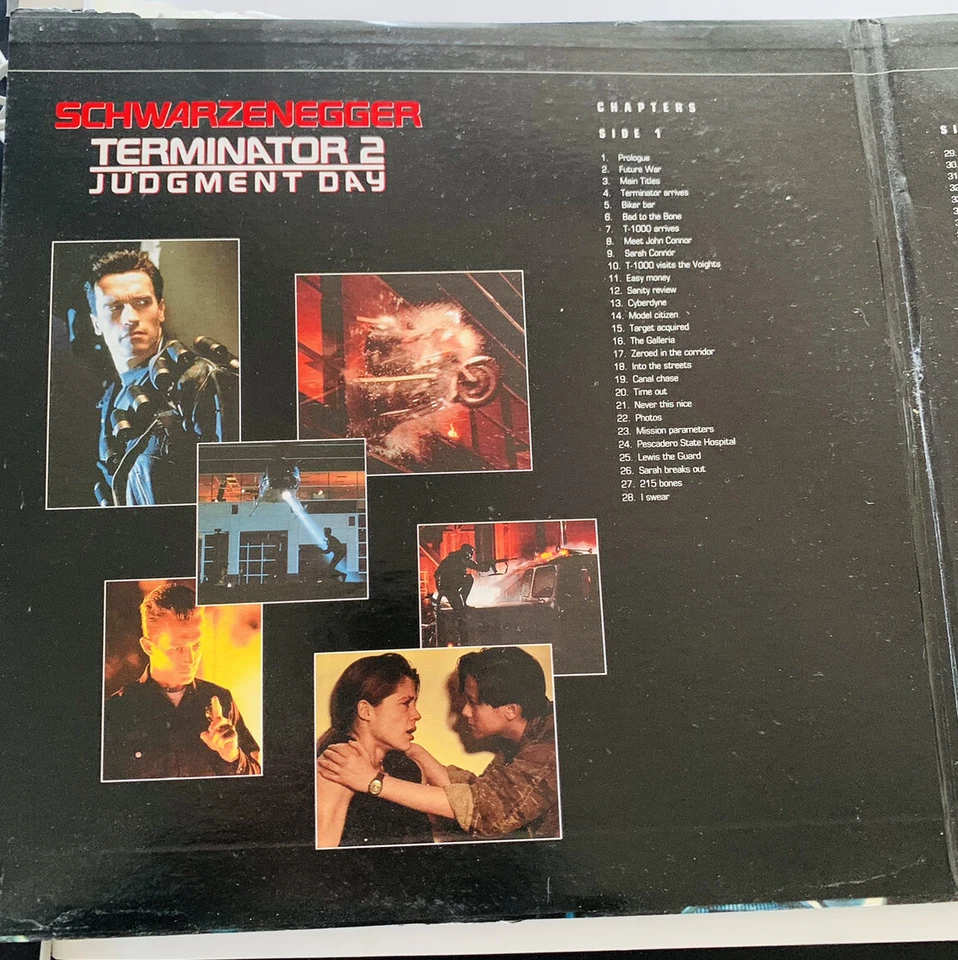 SCHWARZENEGGER
TERMINATOR 2
JUDGMENT DAY
CHAPTERS
SIDE 1
1. Prologue
2. Future War
3. Main Titles
4. Terminator arrives
5. Biker bar
6. Bad to the Bone
7. T-1000 arrives
8. Meet John Connor
9. Sarah Connor
10. T-1000 visits the Voights
11. Easy money
12. Sanity review
13. Cyberdyne
14. Model citizen
15. Target acquired
16. The Galleria
17. Zeroed in the corridor
18. Into the streets
19. Canal chase
20. Time out
21. Never this nice
22. Photos
23. Mission parameters
24. Pescadero State Hospital
25. Lewis the Guard
26. Sarah breaks out
27. 215 bones
28. I swear
29.
30.
31
32